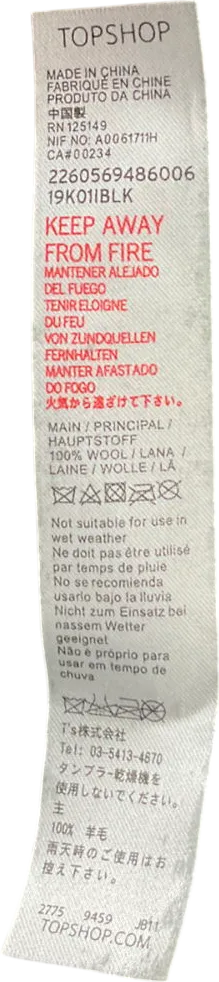 TOPSHOP
MADE IN CHINA
FABRIQUÉ EN CHINE
PRODUTO DA CHINA
中国製
RN 125149
NIF NO: A0061711H
CA#00234
2260569486006
19K01IBLK
KEEP AWAY
FROM FIRE
MANTENER ALEJADO
DEL FUEGO
TENIR ELOIGNE
DU FEU
VON ZUNDQUELLEN
FERNHALTEN
MANTER AFASTADO
DO FOGO
火気から遠ざけて下さい。
MAIN / PRINCIPAL /
HAUPTSTOFF
100% WOOL / LANA /
LAINE / WOLLE / LÃ
Not suitable for use in
wet weather
Ne doit pas être utilisé
par temps de pluie
No se recomienda
usarlo bajo la lluvia
Nicht zum Einsatz bei
nassem Wetter
geeignet
Não é próprio para
usar em tempo de
chuva
T's株式会社
Tel: 03-5413-4670
タンブラー乾燥機を
使用しないでください。
主
100% 羊毛
雨天時のご使用はお
控え下さい。
2775 9459 JB11
TOPSHOP.COM